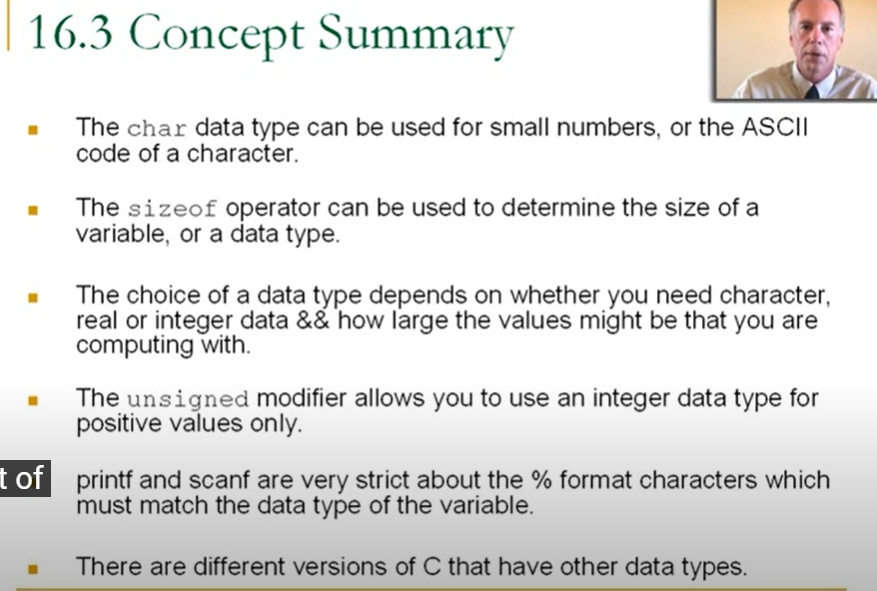 16.3 Concept Summary
The char data type can be used for small numbers, or the ASCII
code of a character.
The sizeof operator can be used to determine the size of a
variable, or a data type.
The choice of a data type depends on whether you need character,
real or integer data && how large the values might be that you are
computing with.
The unsigned modifier allows you to use an integer data type for
positive values only.
t of
printf and scanf are very strict about the % format characters which
must match the data type of the variable.
There are different versions of C that have other data types.